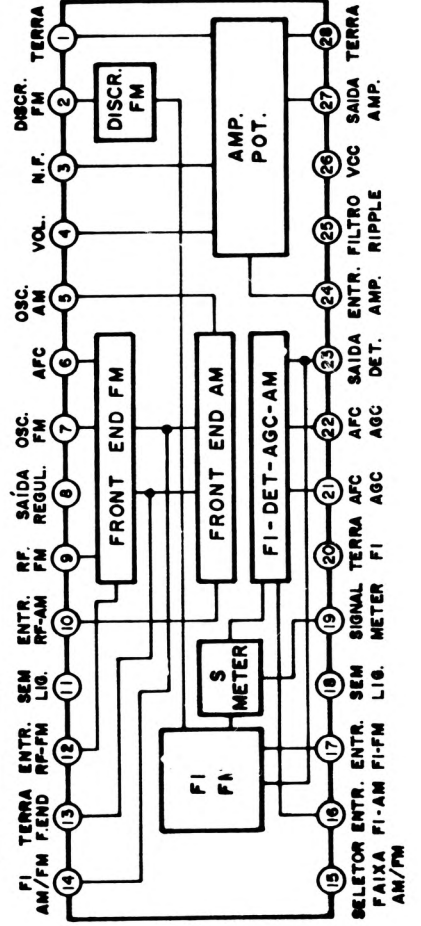 TERRA
1
DISCR.
FM
2
N.F.
3
VOL.
4
OSC.
AM
5
AFC
6
OSC.
FM
7
SAÍDA
REGUL.
8
RF.
FM
9
ENTR.
RF-AM
10
SEM
LIG.
11
ENTR.
RF-FM
12
TERRA
F.END
13
FI
AM/FM
14
DISCR.
FM
AMP.
POT.
FRONT END FM
FRONT END AM
FI-DET-AGC-AM
S
METER
FI
FM
28
TERRA
27
SAIDA
AMP.
26
VCC
25
FILTRO
RIPPLE
24
ENTR.
AMP.
23
SAIDA
DET.
22
AFC
AGC
21
AFC
AGC
20
TERRA
FI
19
SIGNAL
METER
18
SEM
LIG.
17
ENTR.
FI-FM
16
ENTR.
FI-AM
15
SELETOR
FAIXA
AM/FM